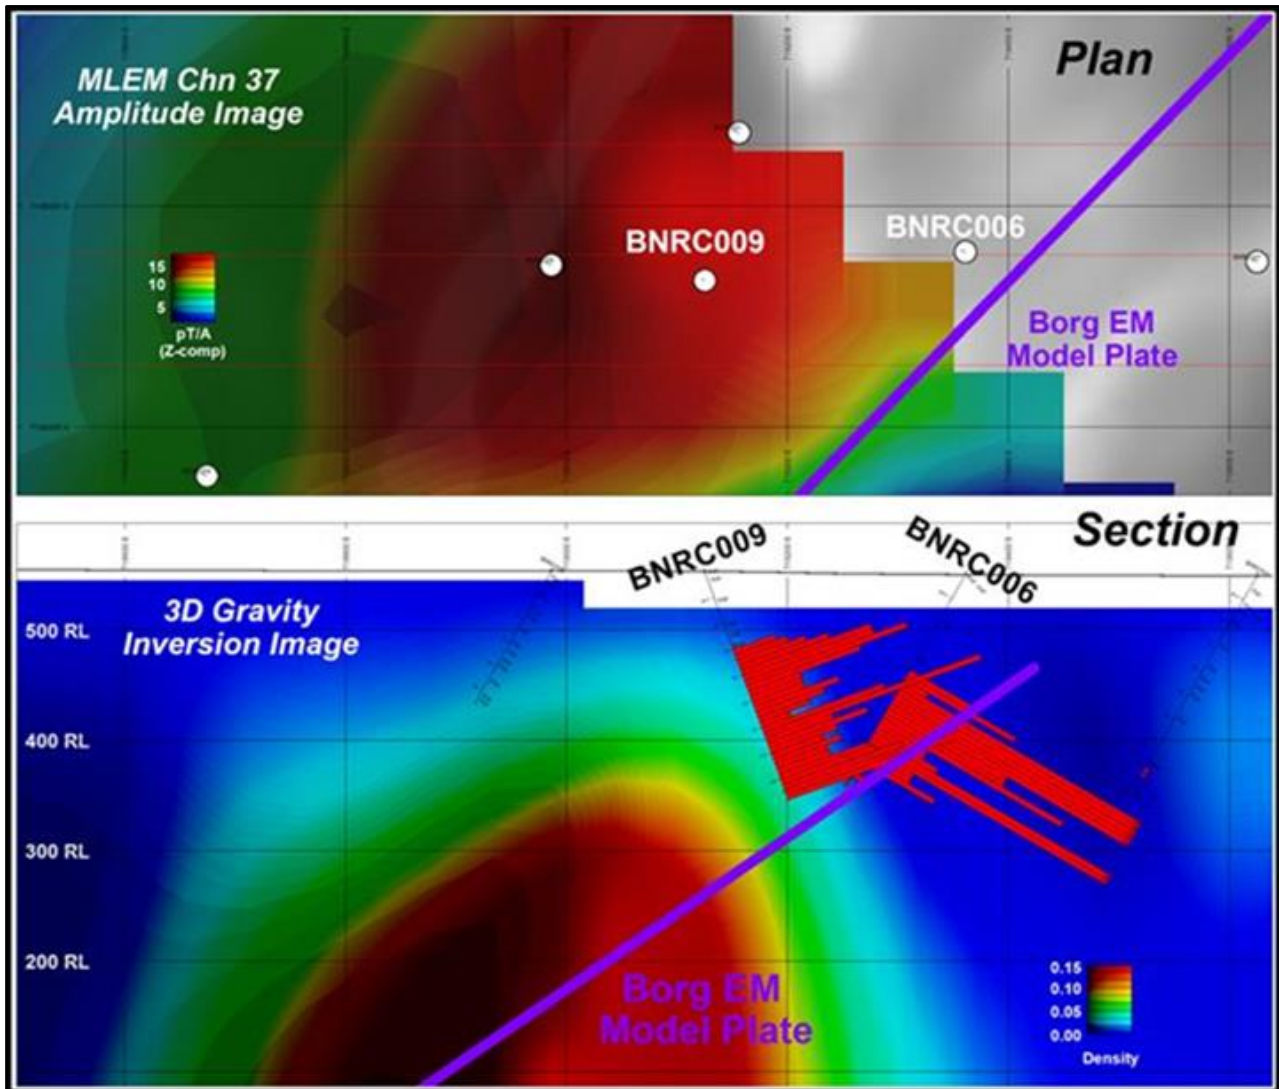 MLEM Chn 37
Amplitude Image
Plan
BNRC009
BNRC006
15
10
5
pT/A
(Z-comp)
Borg EM
Model Plate
Section
BNRC009
BNRC006
3D Gravity
Inversion Image
500 RL
400 RL
300 RL
200 RL
Borg EM
Model Plate
0.15
0.10
0.05
0.00
Density